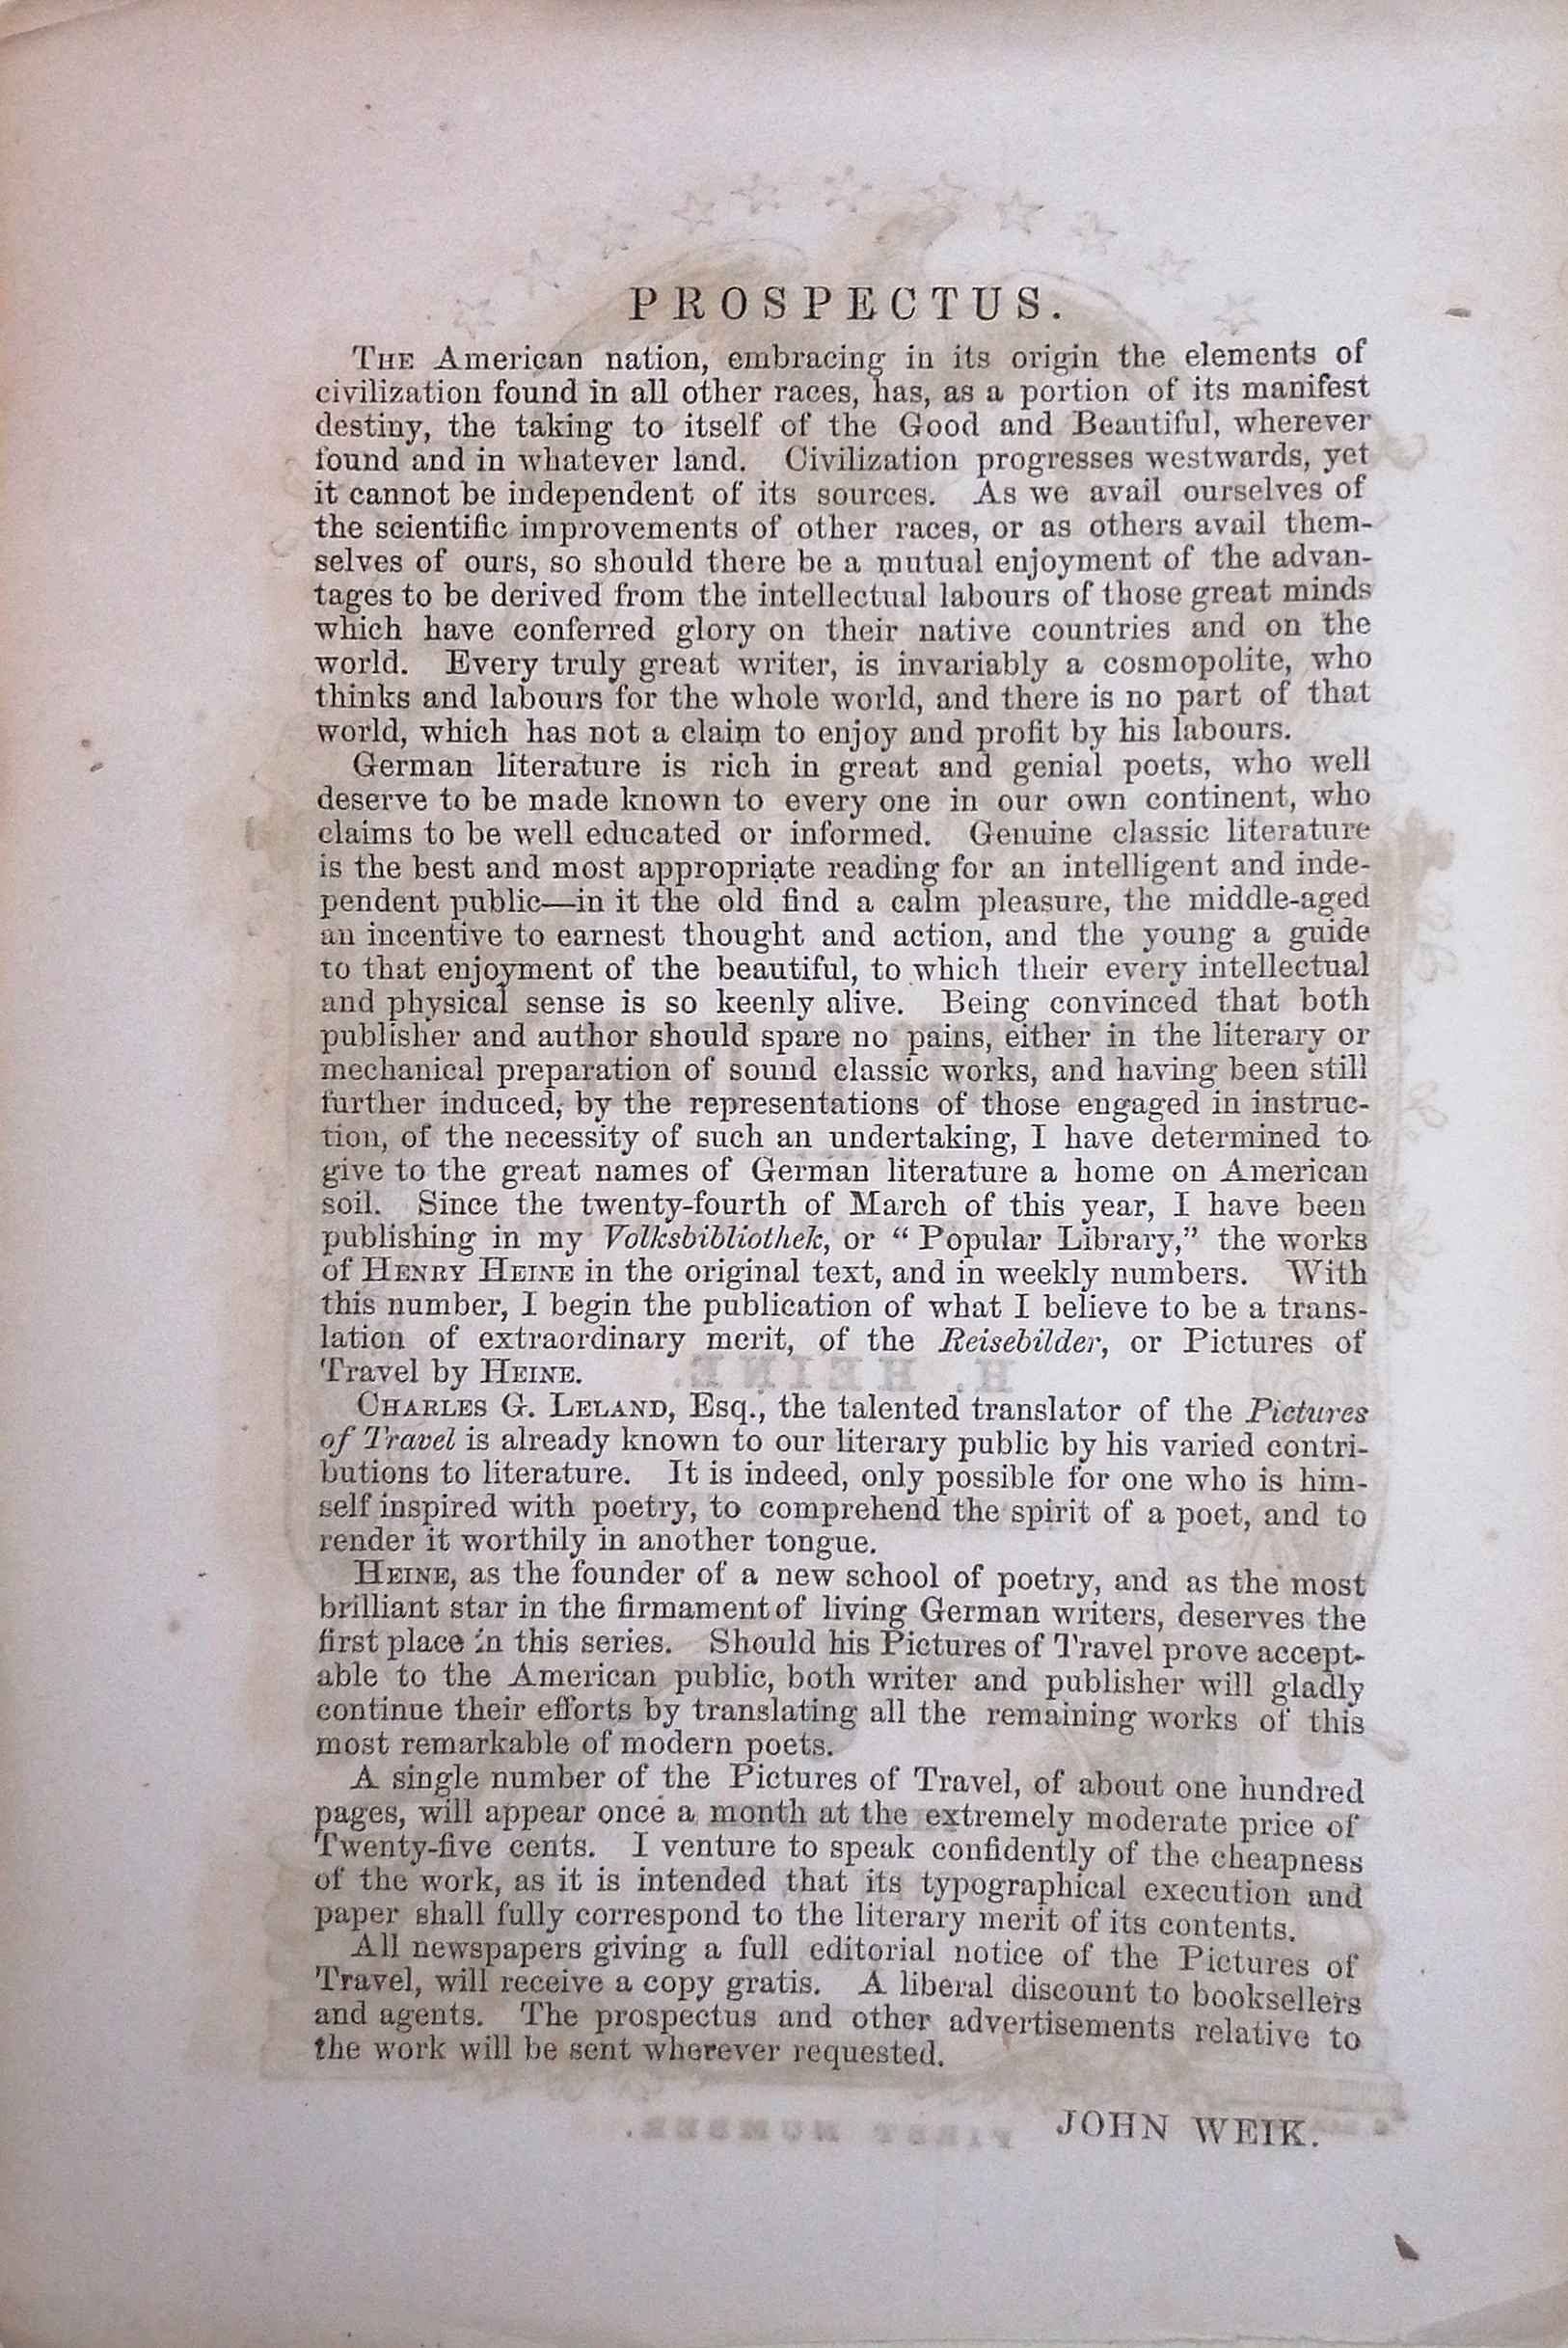 PROSPECTUS.
THE American nation, embracing in its origin the elements of
civilization found in all other races, has, as a portion of its manifest
destiny, the taking to itself of the Good and Beautiful, wherever
found and in whatever land. Civilization progresses westwards, yet
it cannot be independent of its sources. As we avail ourselves of
the scientific improvements of other races, or as others avail them-
selves of ours, so should there be a mutual enjoyment of the advan-
tages to be derived from the intellectual labours of those great minds
which have conferred glory on their native countries and on the
world. Every truly great writer, is invariably a cosmopolite, who
thinks and labours for the whole world, and there is no part of that
world, which has not a claim to enjoy and profit by his labours.
German literature is rich in great and genial poets, who well
deserve to be made known to every one in our own continent, who
claims to be well educated or informed. Genuine classic literature
is the best and most appropriate reading for an intelligent and inde-
pendent public—in it the old find a calm pleasure, the middle-aged
an incentive to earnest thought and action, and the young a guide
to that enjoyment of the beautiful, to which their every intellectual
and physical sense is so keenly alive. Being convinced that both
publisher and author should spare no pains, either in the literary or
mechanical preparation of sound classic works, and having been still
further induced, by the representations of those engaged in instruc-
tion, of the necessity of such an undertaking, I have determined to
give to the great names of German literature a home on American
soil. Since the twenty-fourth of March of this year, I have been
publishing in my Volksbibliothek, or "Popular Library," the works
of HENRY HEINE in the original text, and in weekly numbers. With
this number, I begin the publication of what I believe to be a trans-
lation of extraordinary merit, of the Reisebilder, or Pictures of
Travel by HEINE.
H. HEINE.
CHARLES G. LELAND, Esq., the talented translator of the Pictures
of Travel is already known to our literary public by his varied contri-
butions to literature. It is indeed, only possible for one who is him-
self inspired with poetry, to comprehend the spirit of a poet, and to
render it worthily in another tongue.
HEINE, as the founder of a new school of poetry, and as the most
brilliant star in the firmament of living German writers, deserves the
first place in this series. Should his Pictures of Travel prove accept-
able to the American public, both writer and publisher will gladly
continue their efforts by translating all the remaining works of this
most remarkable of modern poets.
A single number of the Pictures of Travel, of about one hundred
pages, will appear once a month at the extremely moderate price of
Twenty-five cents. I venture to speak confidently of the cheapness
of the work, as it is intended that its typographical execution and
paper shall fully correspond to the literary merit of its contents.
All newspapers giving a full editorial notice of the Pictures of
Travel, will receive a copy gratis. A liberal discount to booksellers
and agents. The prospectus and other advertisements relative to
the work will be sent wherever requested.
JOHN WEIK.
FIRST NUMBER.